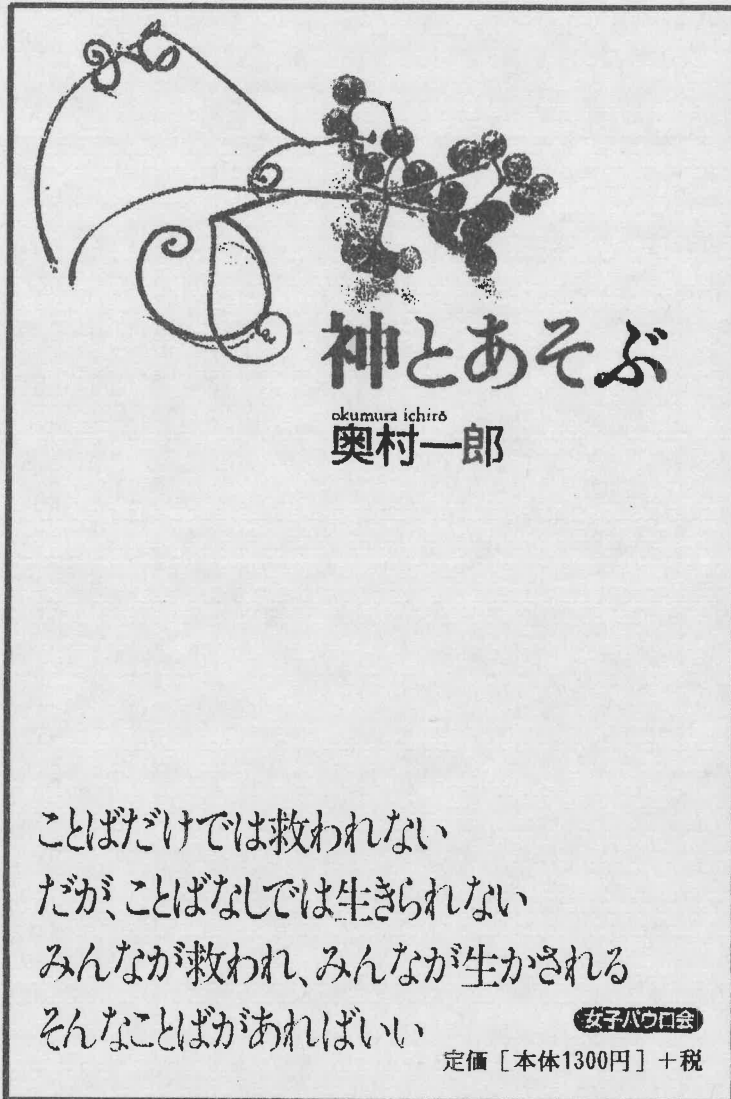 神とあそぶ
okumura ichirō
奥村一郎
ことばだけでは救われない
だが、ことばなしでは生きられない
みんなが救われ、みんなが生かされる
そんなことばがあればいい
女子パウロ会
定価［本体1300円］＋税